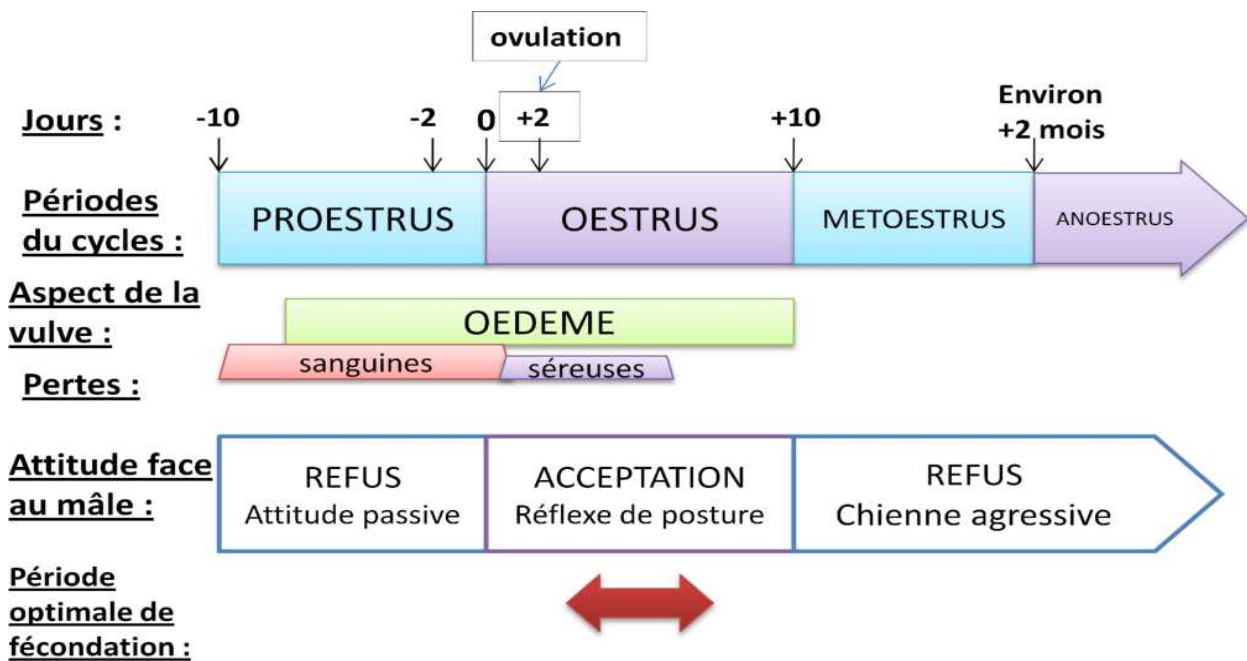 ovulation
Jours :
-10
-2
0
+2
+10
Environ
+2 mois
Périodes
du cycles :
PROESTRUS
OESTRUS
METOESTRUS
ANOESTRUS
Aspect de la
vulve :
OEDEME
Pertes :
sanguines
séreuses
Attitude face
au mâle :
REFUS
Attitude passive
ACCEPTATION
Réflexe de posture
REFUS
Chienne agressive
Période
optimale de
fécondation :